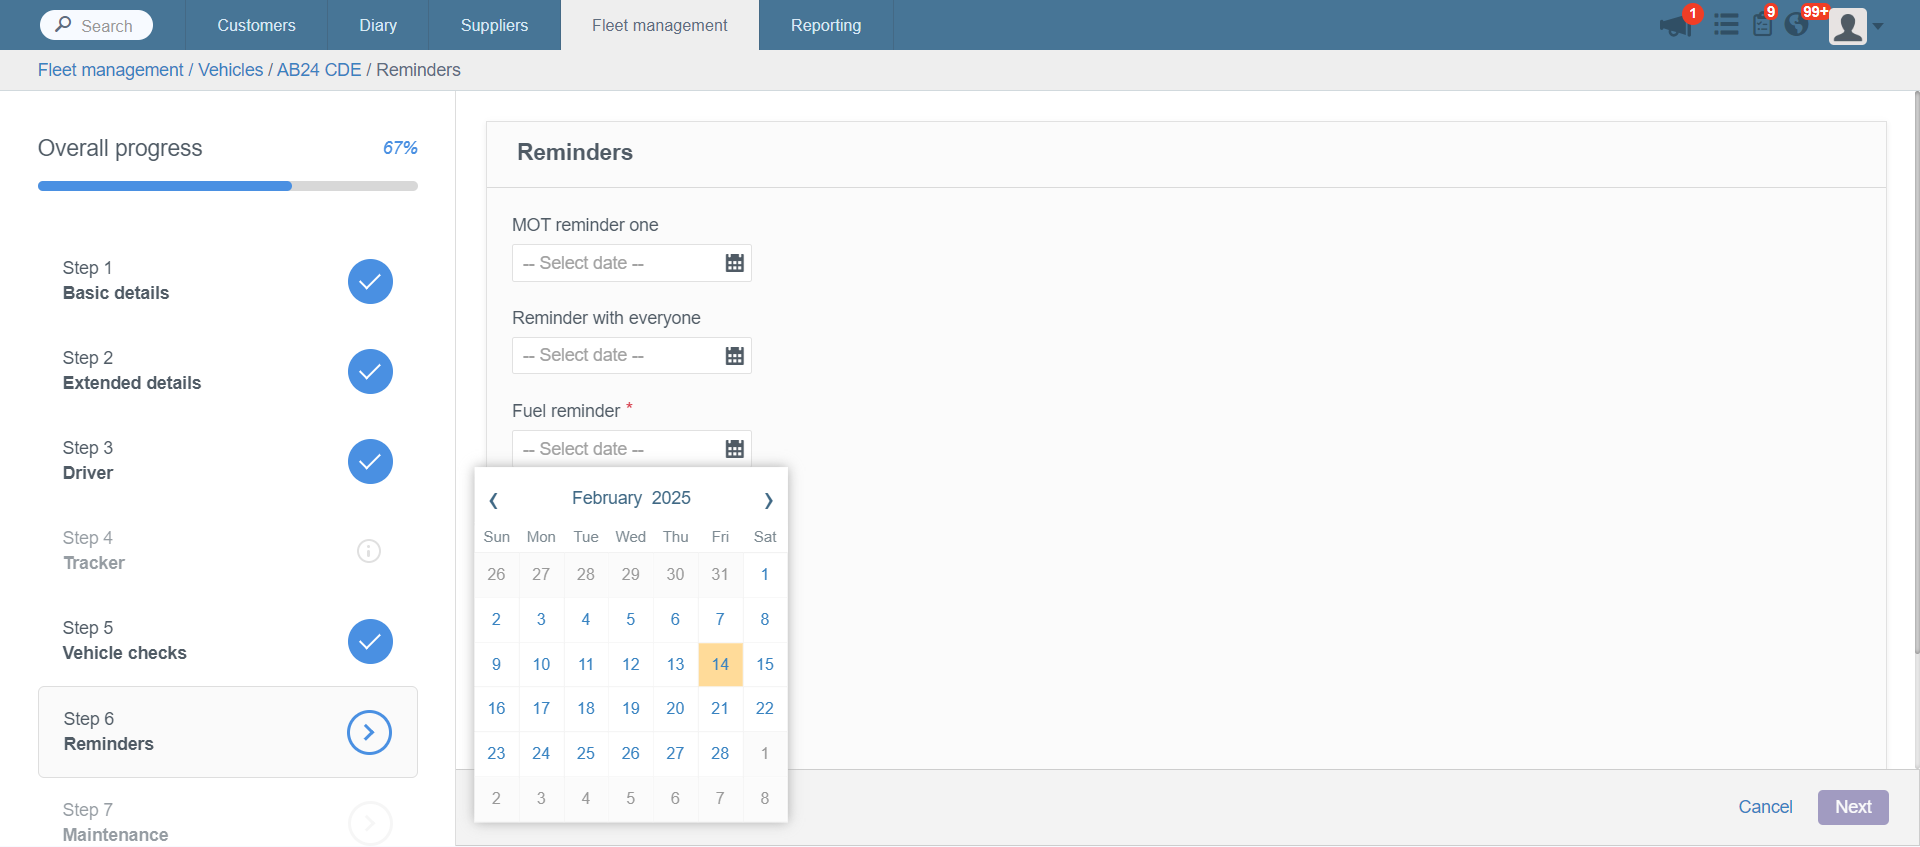 Search
Customers
Diary
Suppliers
Fleet management
Reporting
1
9
99+
Fleet management / Vehicles / AB24 CDE / Reminders
Overall progress
67%
Step 1
Basic details
Step 2
Extended details
Step 3
Driver
Step 4
Tracker
Step 5
Vehicle checks
Step 6
Reminders
Step 7
Maintenance
Reminders
MOT reminder one
-- Select date --
Reminder with everyone
-- Select date --
Fuel reminder *
-- Select date --
February 2025
Sun Mon Tue Wed Thu Fri Sat
26 27 28 29 30 31 1
2 3 4 5 6 7 8
9 10 11 12 13 14 15
16 17 18 19 20 21 22
23 24 25 26 27 28 1
2 3 4 5 6 7 8
Cancel
Next